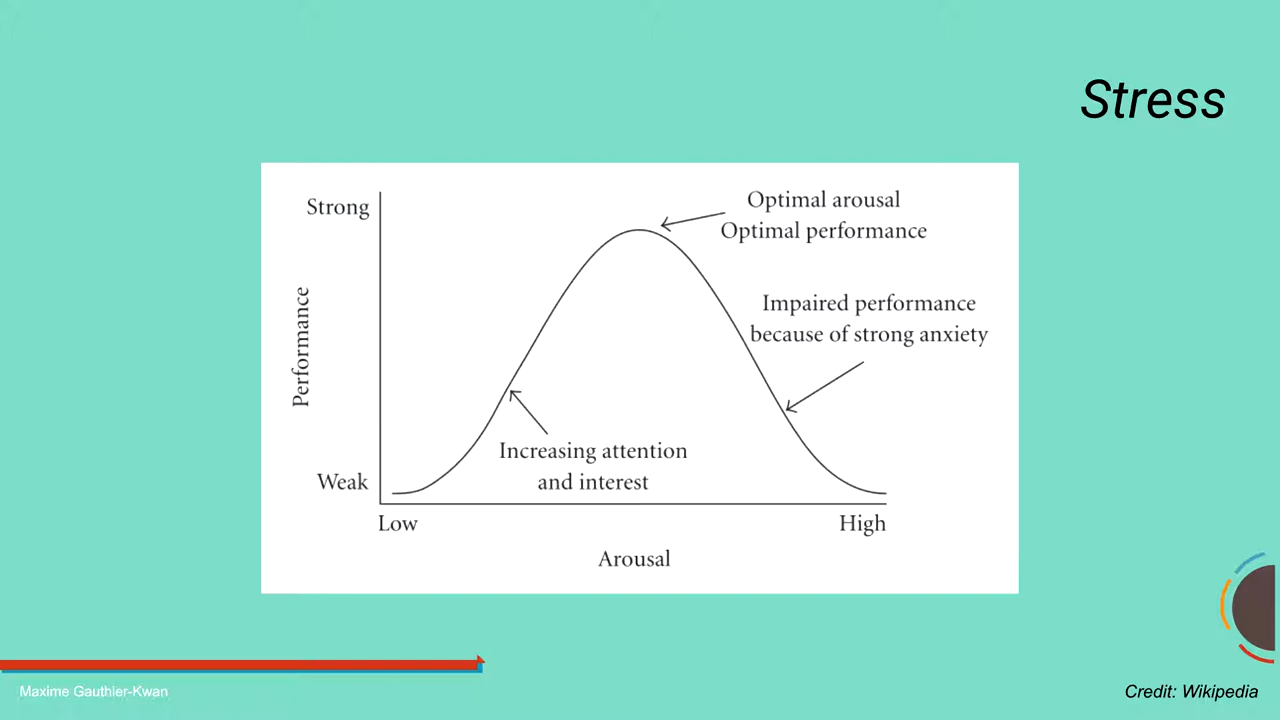 Stress
Strong
Optimal arousal
Optimal performance
Impaired performance
because of strong anxiety
Performance
Increasing attention
and interest
Weak
Low
High
Arousal
Maxime Gauthier-Kwan
Credit: Wikipedia